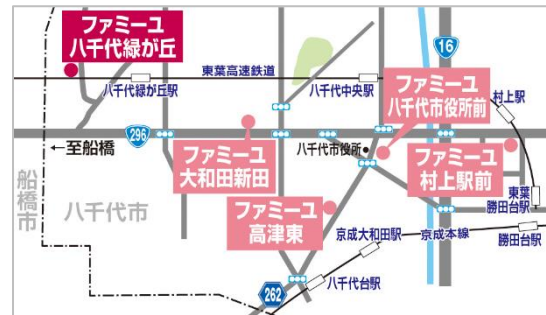 ファミーユ
八千代緑が丘
16
東葉高速鉄道
八千代緑が丘駅
八千代中央駅
ファミーユ
八千代市役所前
村上駅
296
←至船橋
ファミーユ
大和田新田
八千代市役所
ファミーユ
村上駅前
船橋市
八千代市
ファミーユ
高津東
京成大和田駅
京成本線
東葉
勝田台駅
勝田台駅
262
八千代台駅